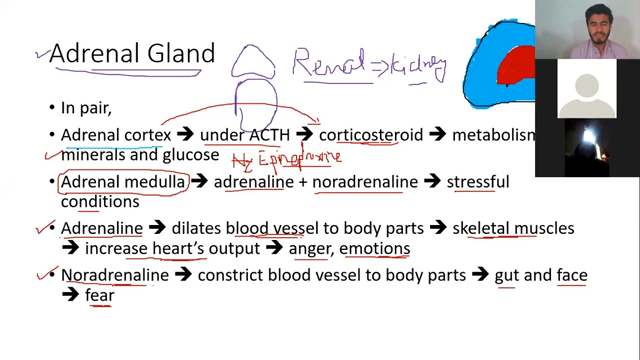 Adrenal Gland
Renal ⇒ kidney
• In pair,
• Adrenal cortex → under ACTH → corticosteroid → metabolism
minerals and glucose
• Adrenal medulla → adrenaline + noradrenaline → stressful
conditions
• Adrenaline → dilates blood vessel to body parts → skeletal muscles
→ increase heart's output → anger, emotions
• Noradrenaline → constrict blood vessel to body parts → gut and face
→ fear